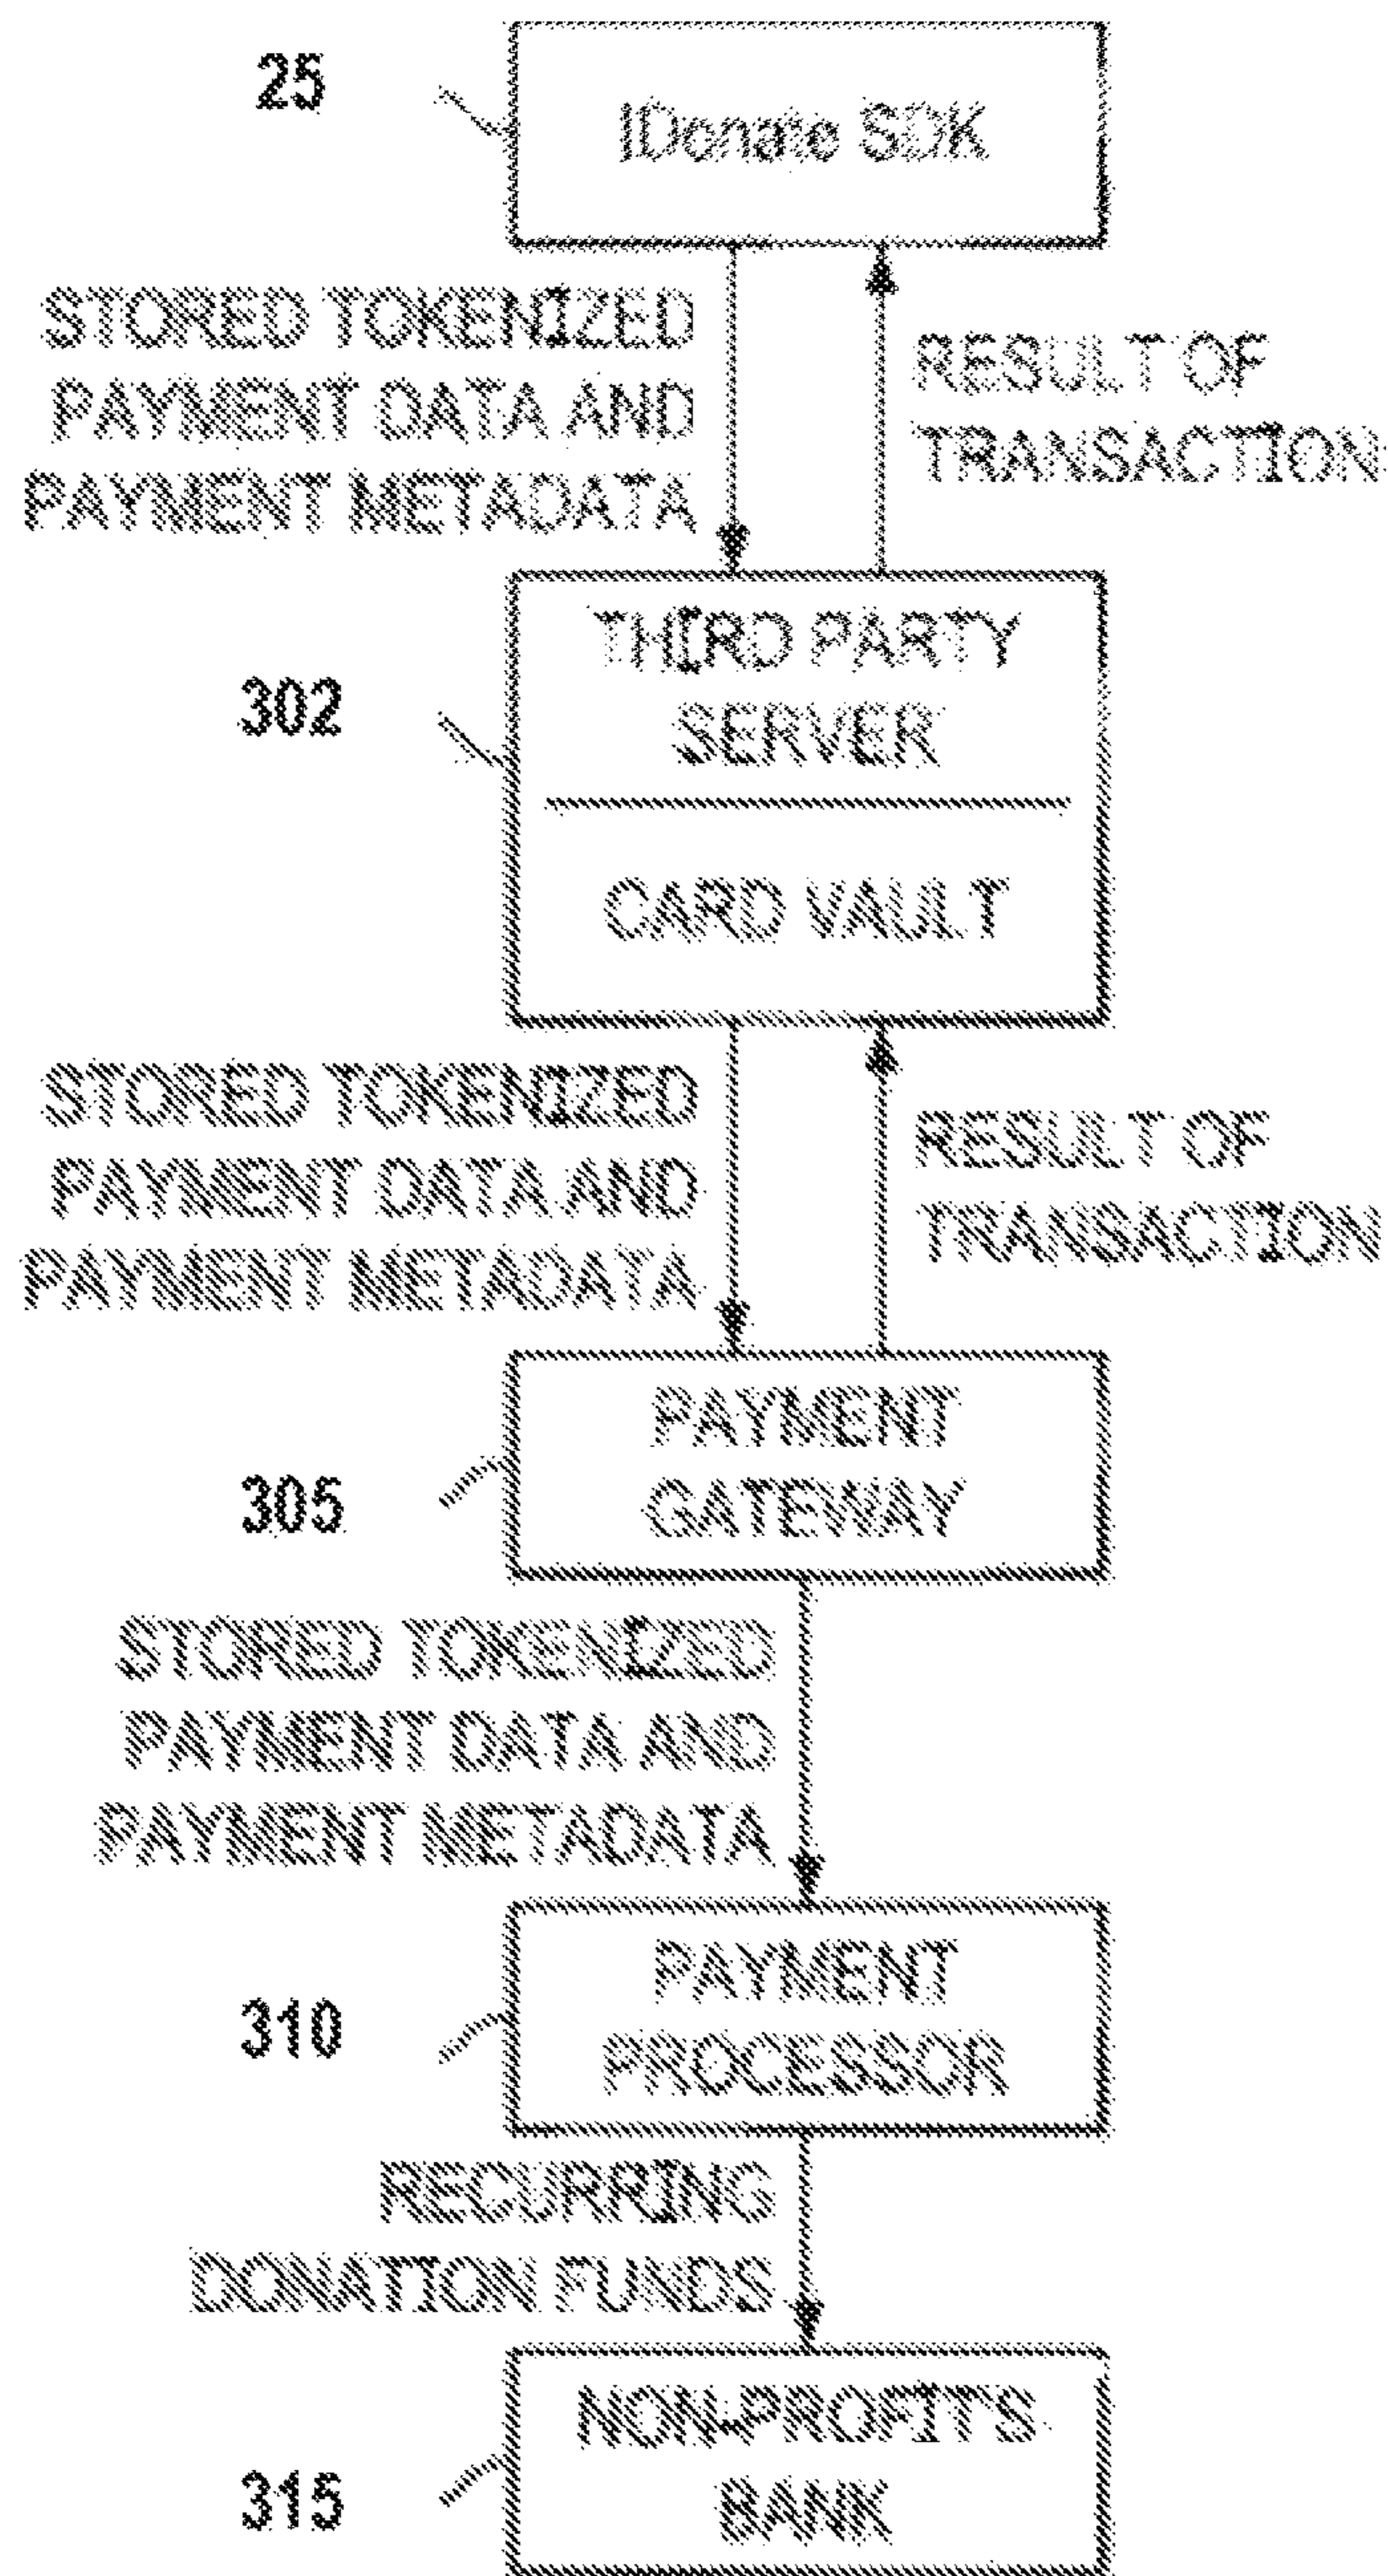 25
IDonate SDK
STORED TOKENIZED
PAYMENT DATA AND
PAYMENT METADATA
RESULT OF
TRANSACTION
302
THIRD PARTY
SERVER
CARD VAULT
STORED TOKENIZED
PAYMENT DATA AND
PAYMENT METADATA
RESULT OF
TRANSACTION
305
PAYMENT
GATEWAY
STORED TOKENIZED
PAYMENT DATA AND
PAYMENT METADATA
310
PAYMENT
PROCESSOR
RECURRING
DONATION FUNDS
315
NON-PROFIT'S
BANK